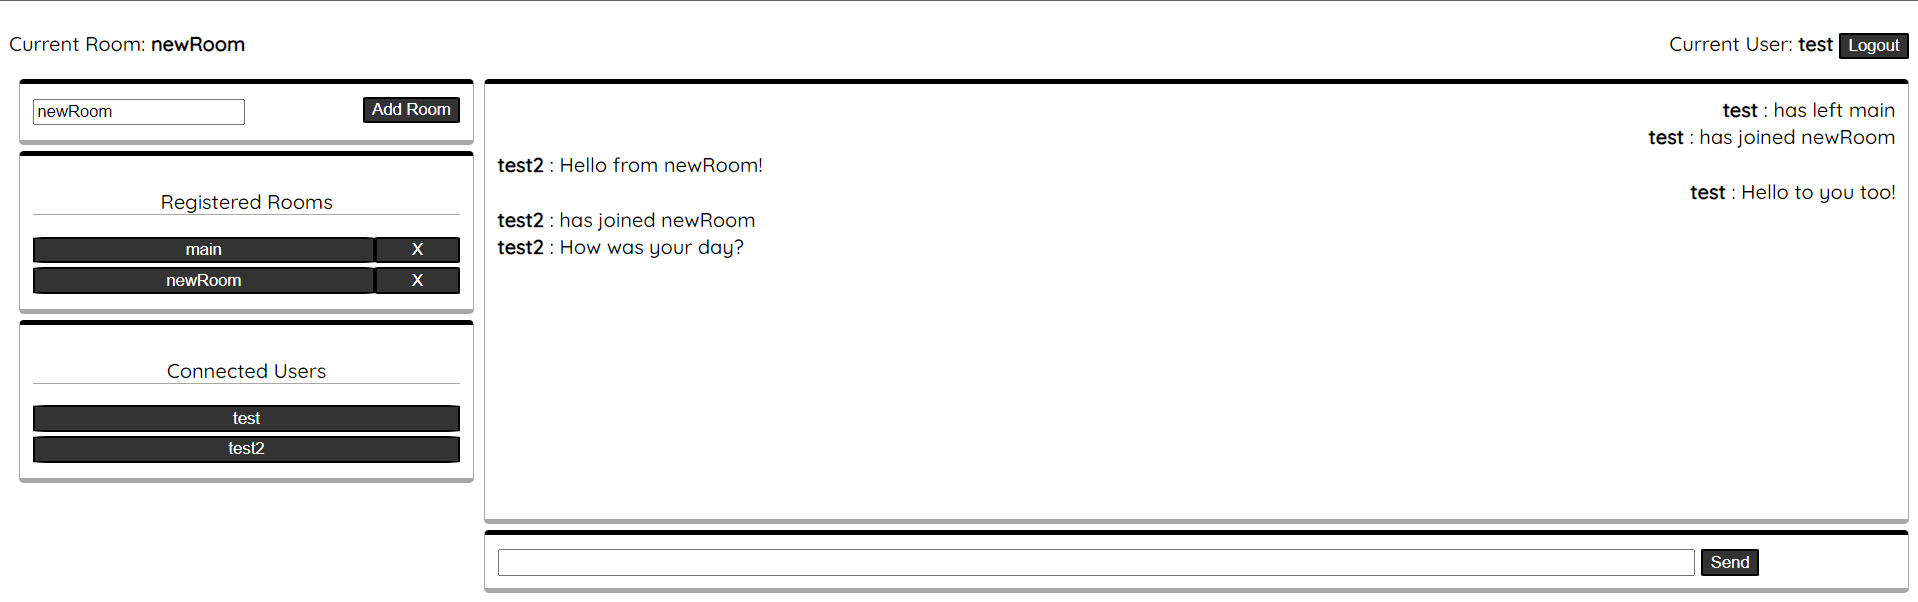 Current Room: newRoom
Current User: test Logout
newRoom Add Room
Registered Rooms
main X
newRoom X
Connected Users
test
test2
test : has left main
test : has joined newRoom
test2 : Hello from newRoom!
test : Hello to you too!
test2 : has joined newRoom
test2 : How was your day?
Send